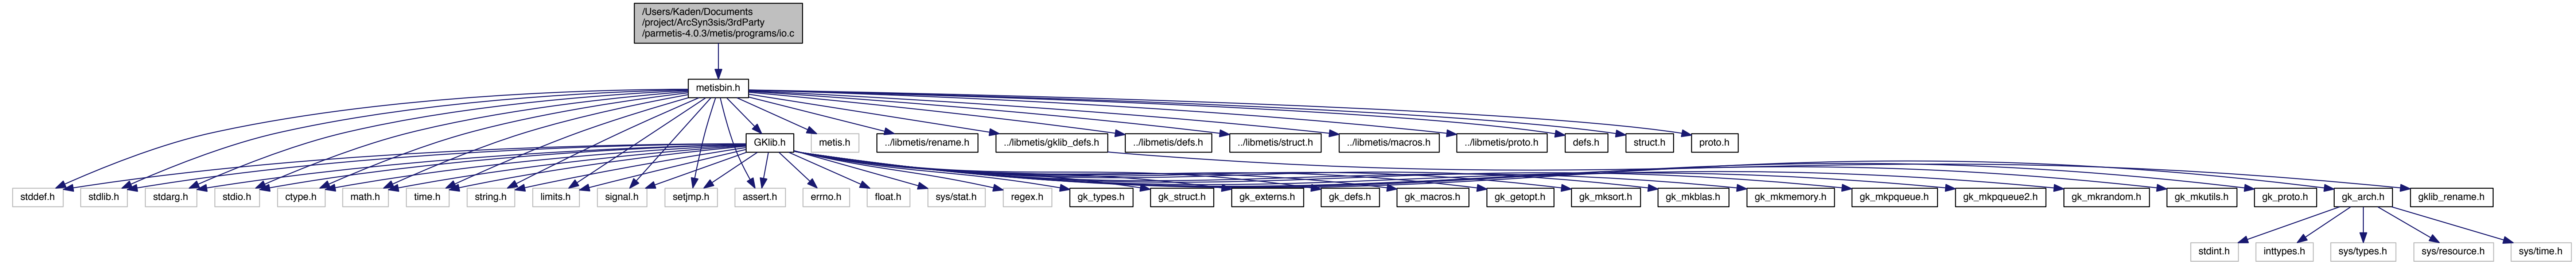 /Users/Kaden/Documents
/project/ArcSyn3sis/3rdParty
/parmetis-4.0.3/metis/programs/io.c
metisbin.h
GKlib.h
metis.h
../libmetis/rename.h
../libmetis/gklib_defs.h
../libmetis/defs.h
../libmetis/struct.h
../libmetis/macros.h
../libmetis/proto.h
defs.h
struct.h
proto.h
stddef.h
stdlib.h
stdarg.h
stdio.h
ctype.h
math.h
time.h
string.h
limits.h
signal.h
setjmp.h
assert.h
errno.h
float.h
sys/stat.h
regex.h
gk_types.h
gk_struct.h
gk_externs.h
gk_defs.h
gk_macros.h
gk_getopt.h
gk_mksort.h
gk_mkblas.h
gk_mkmemory.h
gk_mkpqueue.h
gk_mkpqueue2.h
gk_mkrandom.h
gk_mkutils.h
gk_proto.h
gk_arch.h
gklib_rename.h
stdint.h
inttypes.h
sys/types.h
sys/resource.h
sys/time.h